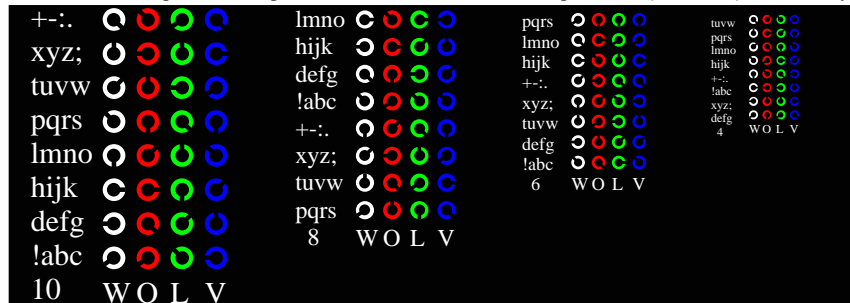 +-:.
xyz;
tuvw
pqrs
lmno
hijk
defg
!abc
10 W O L V
lmno
hijk
defg
!abc
+-:.
xyz;
tuvw
pqrs
8 W O L V
pqrs
lmno
hijk
+-:.
xyz;
tuvw
defg
!abc
6 W O L V
tuvw
pqrs
lmno
hijk
+-:.
!abc
xyz;
defg
4 W O L V